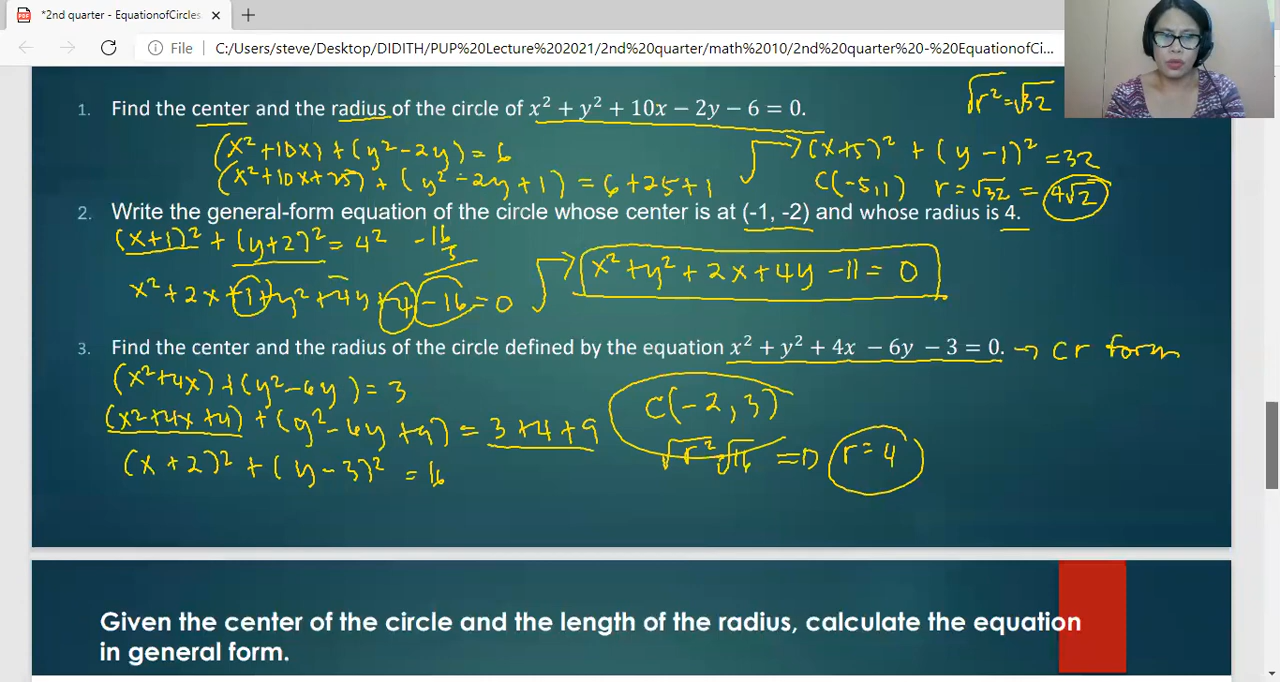 *2nd quarter - EquationofCircles
File C:/Users/steve/Desktop/DIDITH/PUP%20Lecture%202021/2nd%20quarter/math%2010/2nd%20quarter%20-%20EquationofCi...
√r² = √32
1. Find the center and the radius of the circle of x² + y² + 10x − 2y − 6 = 0.
(x² +10x) + (y² − 2y) = 6
(x+5)² + (y −1)² = 32
(x² +10x +25) + (y² − 2y +1) = 6 +25 +1
C(-5,1) r = √32 = 4√2
2. Write the general-form equation of the circle whose center is at (-1, -2) and whose radius is 4.
(x+1)² + (y+2)² = 4² -16
5
x² + y² + 2x + 4y − 11 = 0
x² + 2x +1 + y² + 4y + 4 − 16 = 0
3. Find the center and the radius of the circle defined by the equation x² + y² + 4x − 6y − 3 = 0. → cr form
(x² +4x) + (y² − 6y ) = 3
C(−2, 3)
(x² +4x +4) + (y² − 6y +9) = 3 +4 +9
√r² √16 ⇒ r = 4
(x +2)² + (y − 3)² = 16
Given the center of the circle and the length of the radius, calculate the equation
in general form.